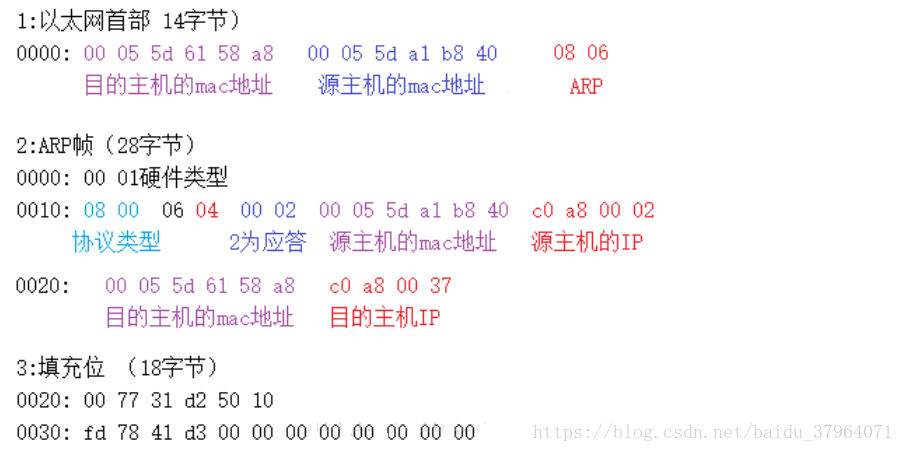 1:以太网首部 14字节）
0000: 00 05 5d 61 58 a8 00 05 5d a1 b8 40 08 06
目的主机的mac地址 源主机的mac地址 ARP
2:ARP帧（28字节）
0000: 00 01硬件类型
0010: 08 00 06 04 00 02 00 05 5d a1 b8 40 c0 a8 00 02
协议类型 2为应答 源主机的mac地址 源主机的IP
0020: 00 05 5d 61 58 a8 c0 a8 00 37
目的主机的mac地址 目的主机IP
3:填充位 （18字节）
0020: 00 77 31 d2 50 10
0030: fd 78 41 d3 00 00 00 00 00 00 00 00
https://blog.csdn.net/baidu_37964071